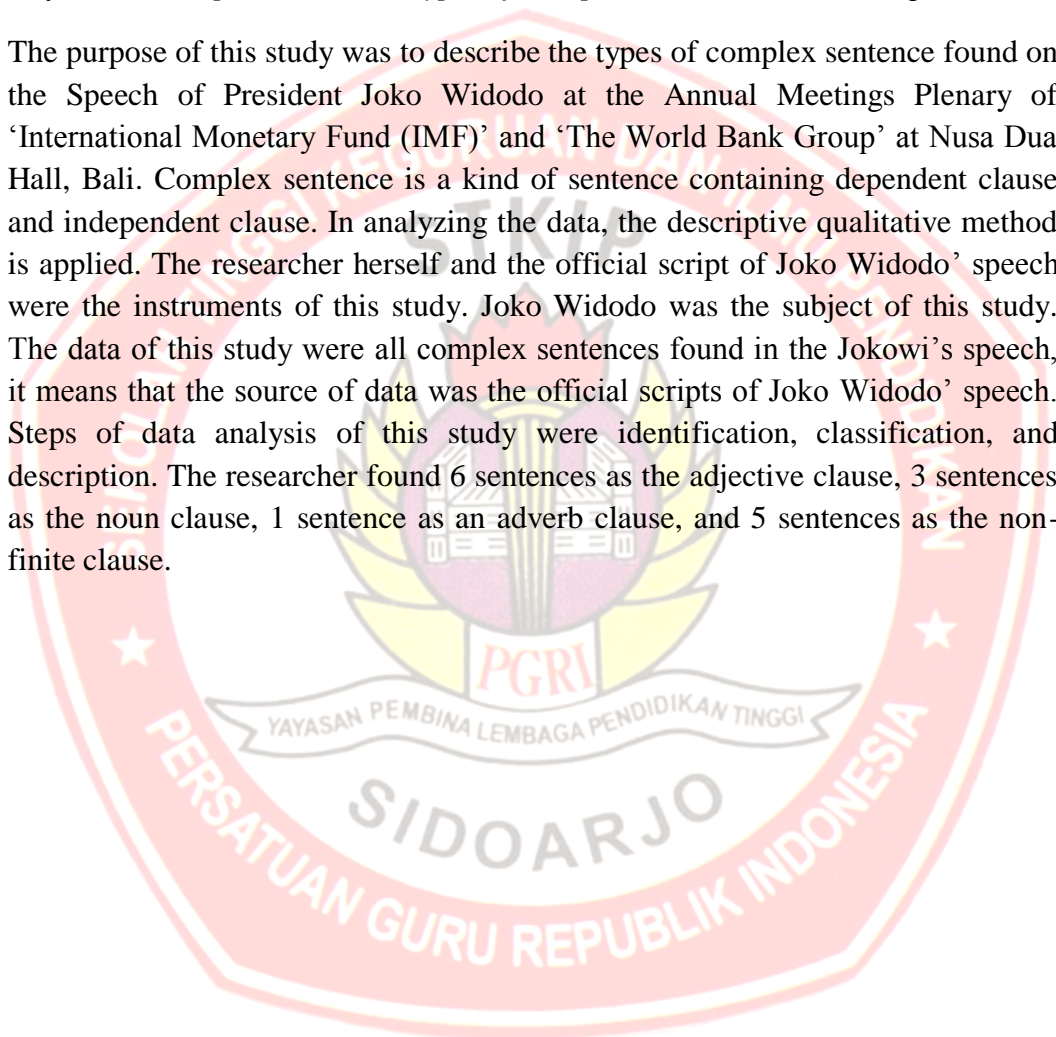 The purpose of this study was to describe the types of complex sentence found on
the Speech of President Joko Widodo at the Annual Meetings Plenary of
‘International Monetary Fund (IMF)’ and ‘The World Bank Group’ at Nusa Dua
Hall, Bali. Complex sentence is a kind of sentence containing dependent clause
and independent clause. In analyzing the data, the descriptive qualitative method
is applied. The researcher herself and the official script of Joko Widodo’ speech
were the instruments of this study. Joko Widodo was the subject of this study.
The data of this study were all complex sentences found in the Jokowi’s speech,
it means that the source of data was the official scripts of Joko Widodo’ speech.
Steps of data analysis of this study were identification, classification, and
description. The researcher found 6 sentences as the adjective clause, 3 sentences
as the noun clause, 1 sentence as an adverb clause, and 5 sentences as the non-
finite clause.
SEKOLAH TINGGI KEGURUAN DAN ILMU PENDIDIKAN
STKIP
PGRI
YAYASAN PEMBINA LEMBAGA PENDIDIKAN TINGGI
SIDOARJO
PERSATUAN GURU REPUBLIK INDONESIA